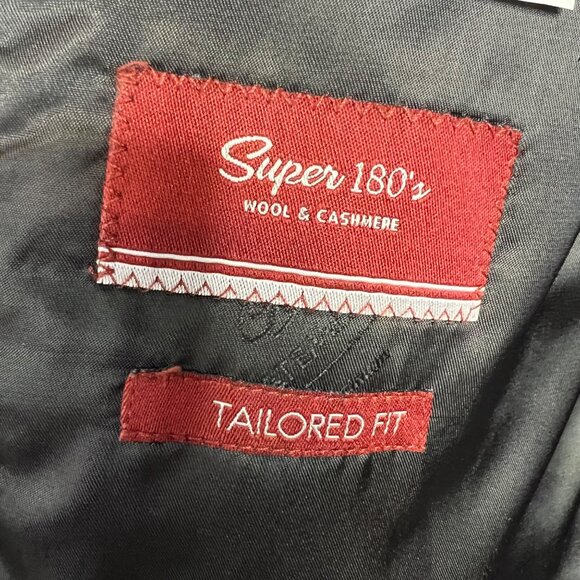 Super 180's
WOOL & CASHMERE
TAILORED FIT